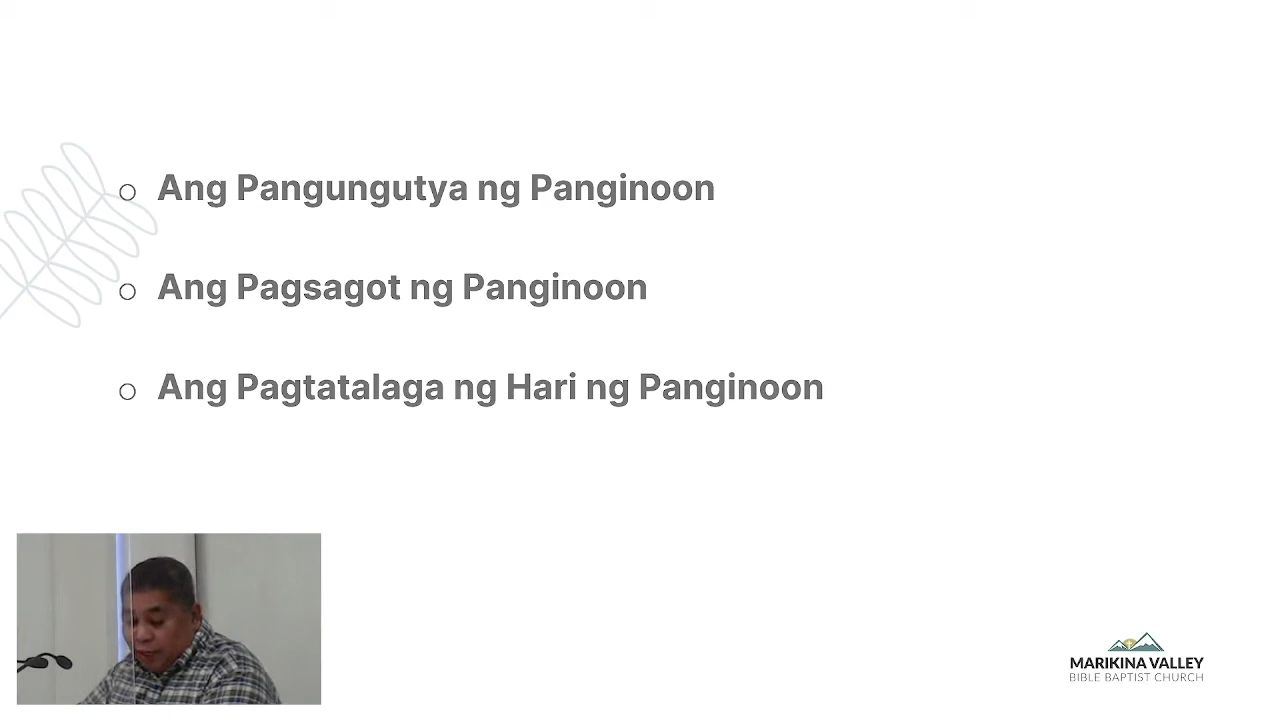 Ang Pangungutya ng Panginoon
Ang Pagsagot ng Panginoon
Ang Pagtatalaga ng Hari ng Panginoon
MARIKINA VALLEY
BIBLE BAPTIST CHURCH